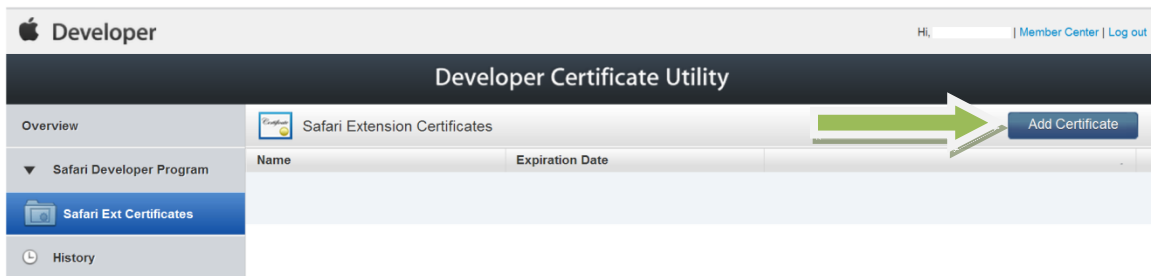 Developer
Hi, | Member Center | Log out
Developer Certificate Utility
Overview
Certificate
Safari Extension Certificates
Add Certificate
Name Expiration Date
Safari Developer Program
Safari Ext Certificates
History